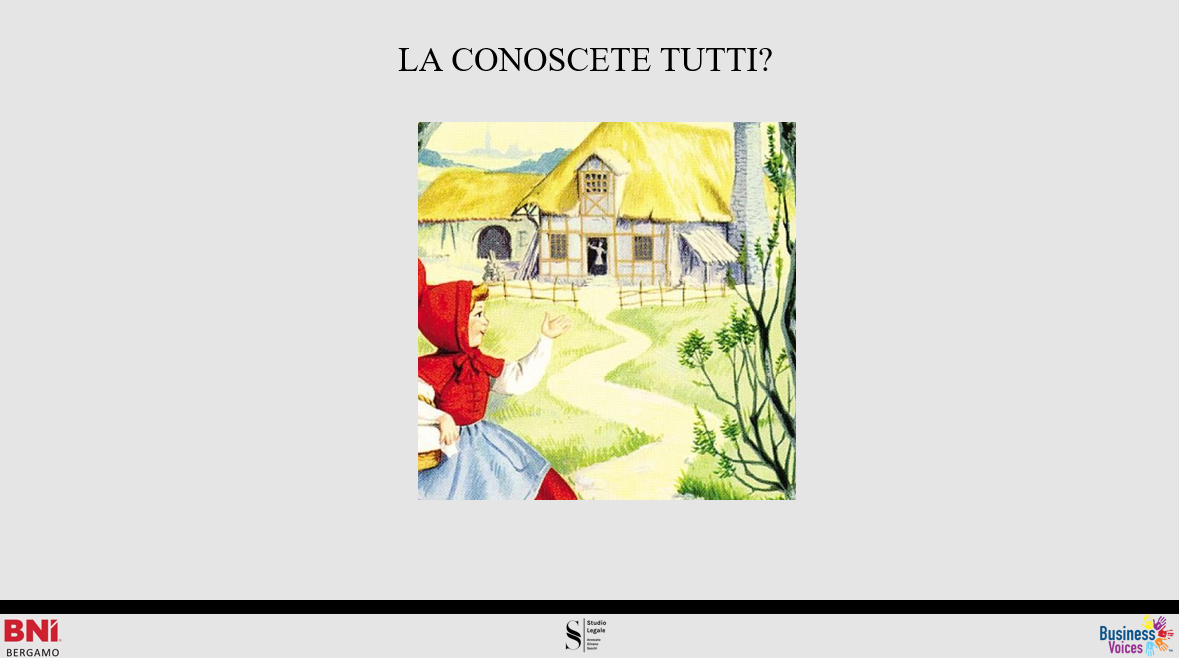 LA CONOSCETE TUTTI?
BNI
BERGAMO
Studio
Legale
Business
Voices